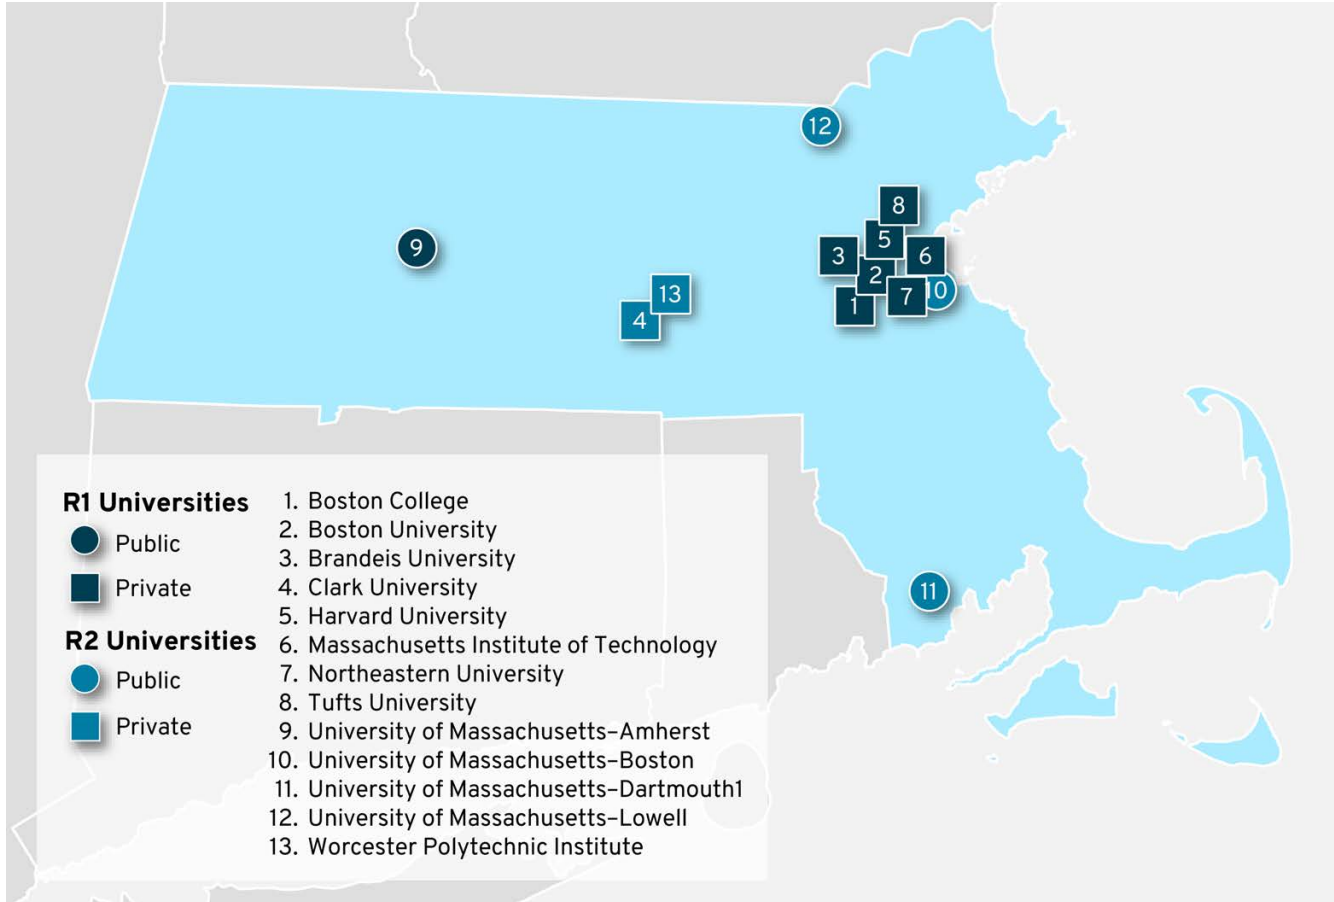 12
8
5
9
3
6
2
13
10
7
1
4
11
R1 Universities
Public
Private
R2 Universities
Public
Private
1. Boston College
2. Boston University
3. Brandeis University
4. Clark University
5. Harvard University
6. Massachusetts Institute of Technology
7. Northeastern University
8. Tufts University
9. University of Massachusetts–Amherst
10. University of Massachusetts–Boston
11. University of Massachusetts–Dartmouth1
12. University of Massachusetts–Lowell
13. Worcester Polytechnic Institute